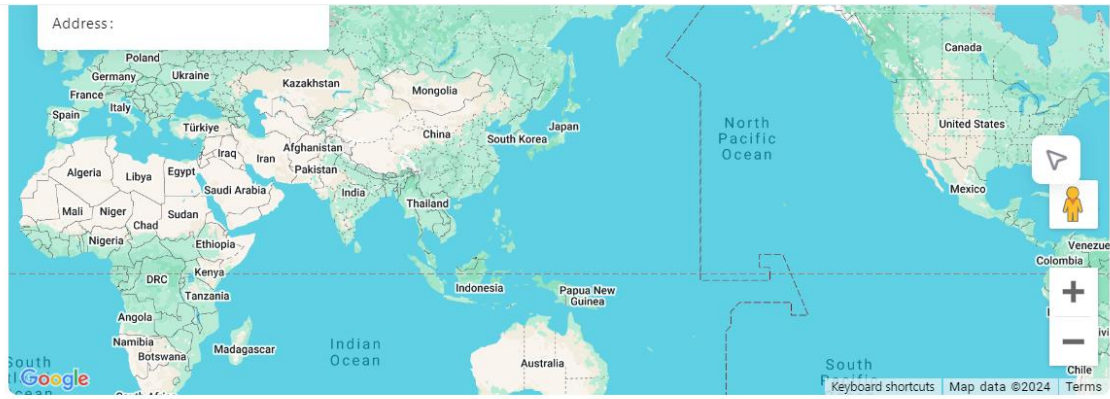 Address:
Poland
Germany
Ukraine
France
Italy
Spain
Türkiye
Kazakhstan
Mongolia
China
South Korea
Japan
Afghanistan
Iraq
Iran
Pakistan
Algeria
Libya
Egypt
Saudi Arabia
India
Thailand
Mali
Niger
Chad
Sudan
Nigeria
Ethiopia
DRC
Kenya
Tanzania
Angola
Namibia
Botswana
Madagascar
Indonesia
Papua New
Guinea
Australia
Indian
Ocean
North
Pacific
Ocean
Canada
United States
Mexico
Venezue
Colombia
Chile
South
South
Google
Keyboard shortcuts
Map data ©2024
Terms